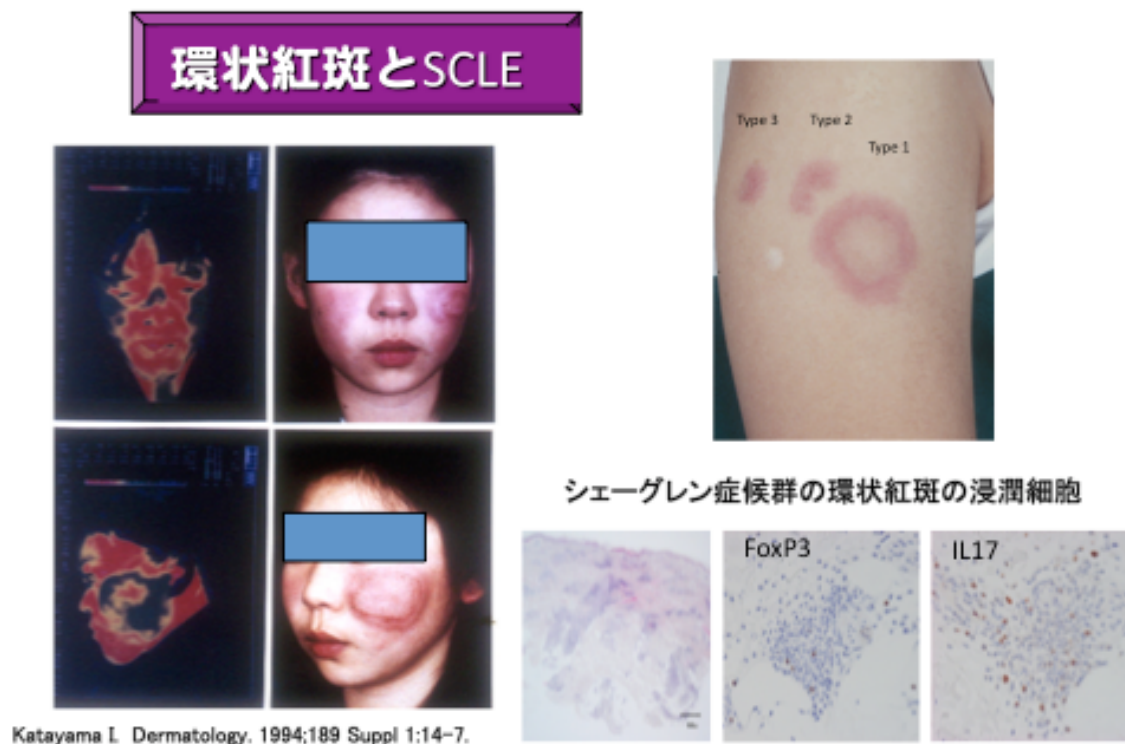 環状紅斑とSCLE
Type 3
Type 2
Type 1
シェーグレン症候群の環状紅斑の浸潤細胞
FoxP3
IL17
Katayama I. Dermatology. 1994;189 Suppl 1:14-7.